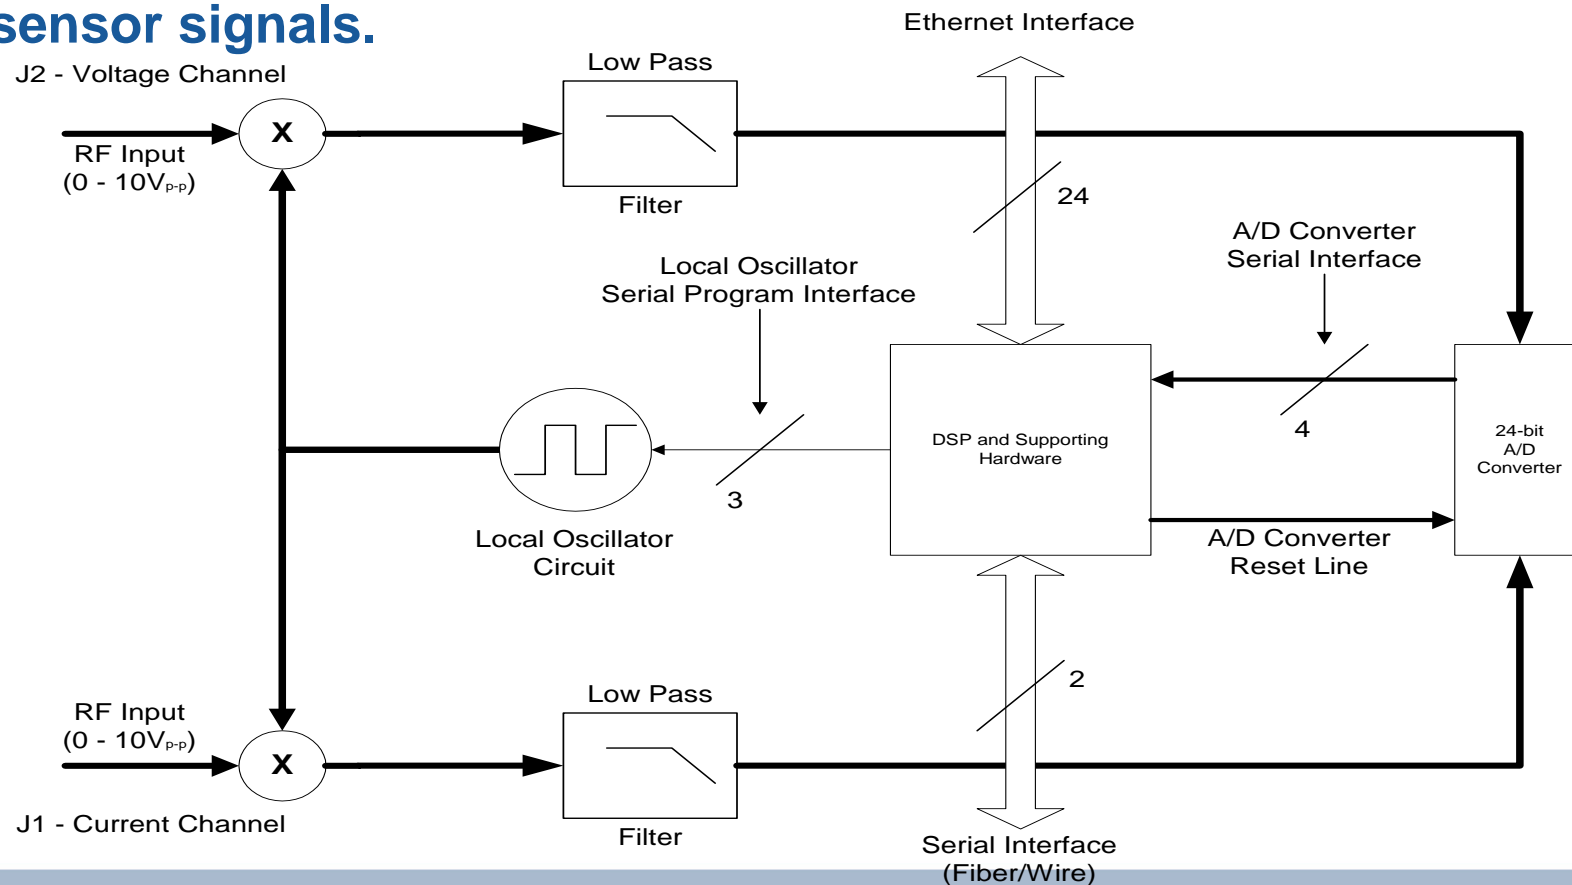 sensor signals.
Ethernet Interface
J2 - Voltage Channel
Low Pass
X
RF Input
(0 - 10Vp-p)
Filter
24
A/D Converter
Serial Interface
Local Oscillator
Serial Program Interface
4
3
DSP and Supporting
Hardware
24-bit
A/D
Converter
Local Oscillator
Circuit
A/D Converter
Reset Line
2
Low Pass
RF Input
(0 - 10Vp-p)
X
Filter
J1 - Current Channel
Serial Interface
(Fiber/Wire)